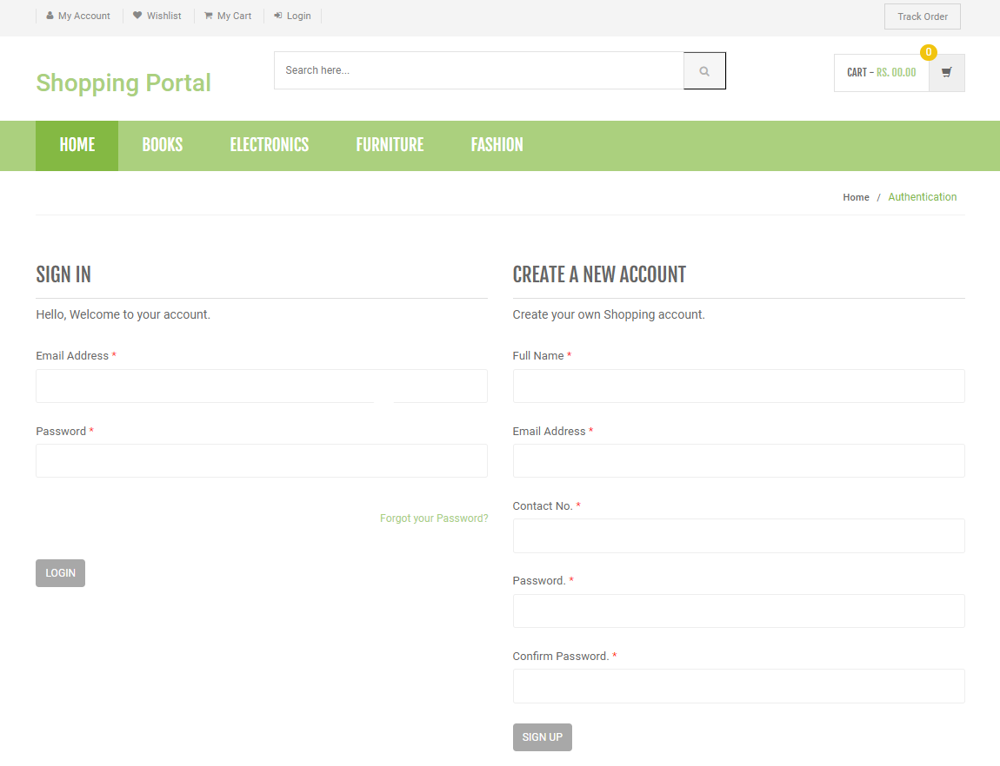 My Account Wishlist My Cart Login Track Order
0
Search here...
CART - RS. 00.00
Shopping Portal
HOME BOOKS ELECTRONICS FURNITURE FASHION
Home / Authentication
SIGN IN
Hello, Welcome to your account.
Email Address *
Password *
Forgot your Password?
LOGIN
CREATE A NEW ACCOUNT
Create your own Shopping account.
Full Name *
Email Address *
Contact No. *
Password. *
Confirm Password. *
SIGN UP